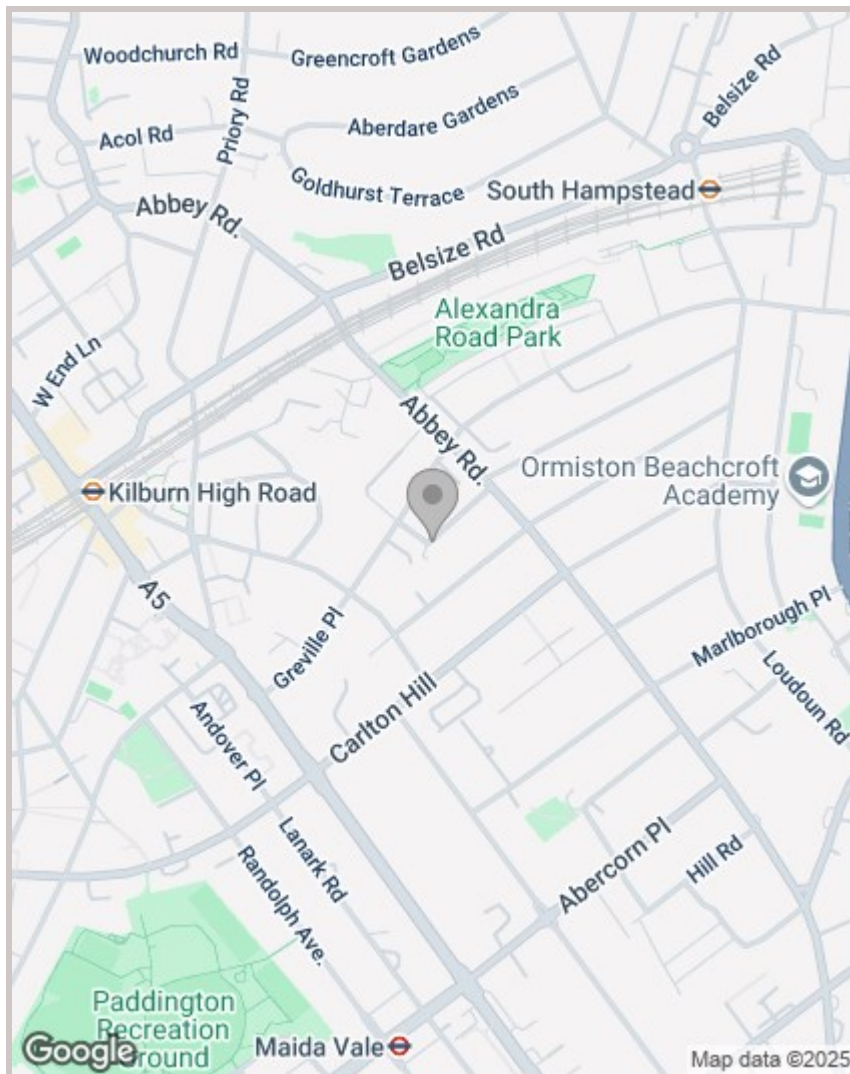 Woodchurch Rd
Greencroft Gardens
Priory Rd
Belsize Rd
Acol Rd
Aberdare Gardens
Goldhurst Terrace
South Hampstead
Abbey Rd.
Belsize Rd
Alexandra
Road Park
W End Ln
Abbey Rd.
Ormiston Beachcroft
Academy
Kilburn High Road
A5
Greville Pl
Marlborough Pl
Loudoun Rd
Carlton Hill
Andover Pl
Lanark Rd
Randolph Ave.
Abercorn Pl
Hill Rd
Paddington
Recreation
Ground
Maida Vale
Google
Map data ©2025